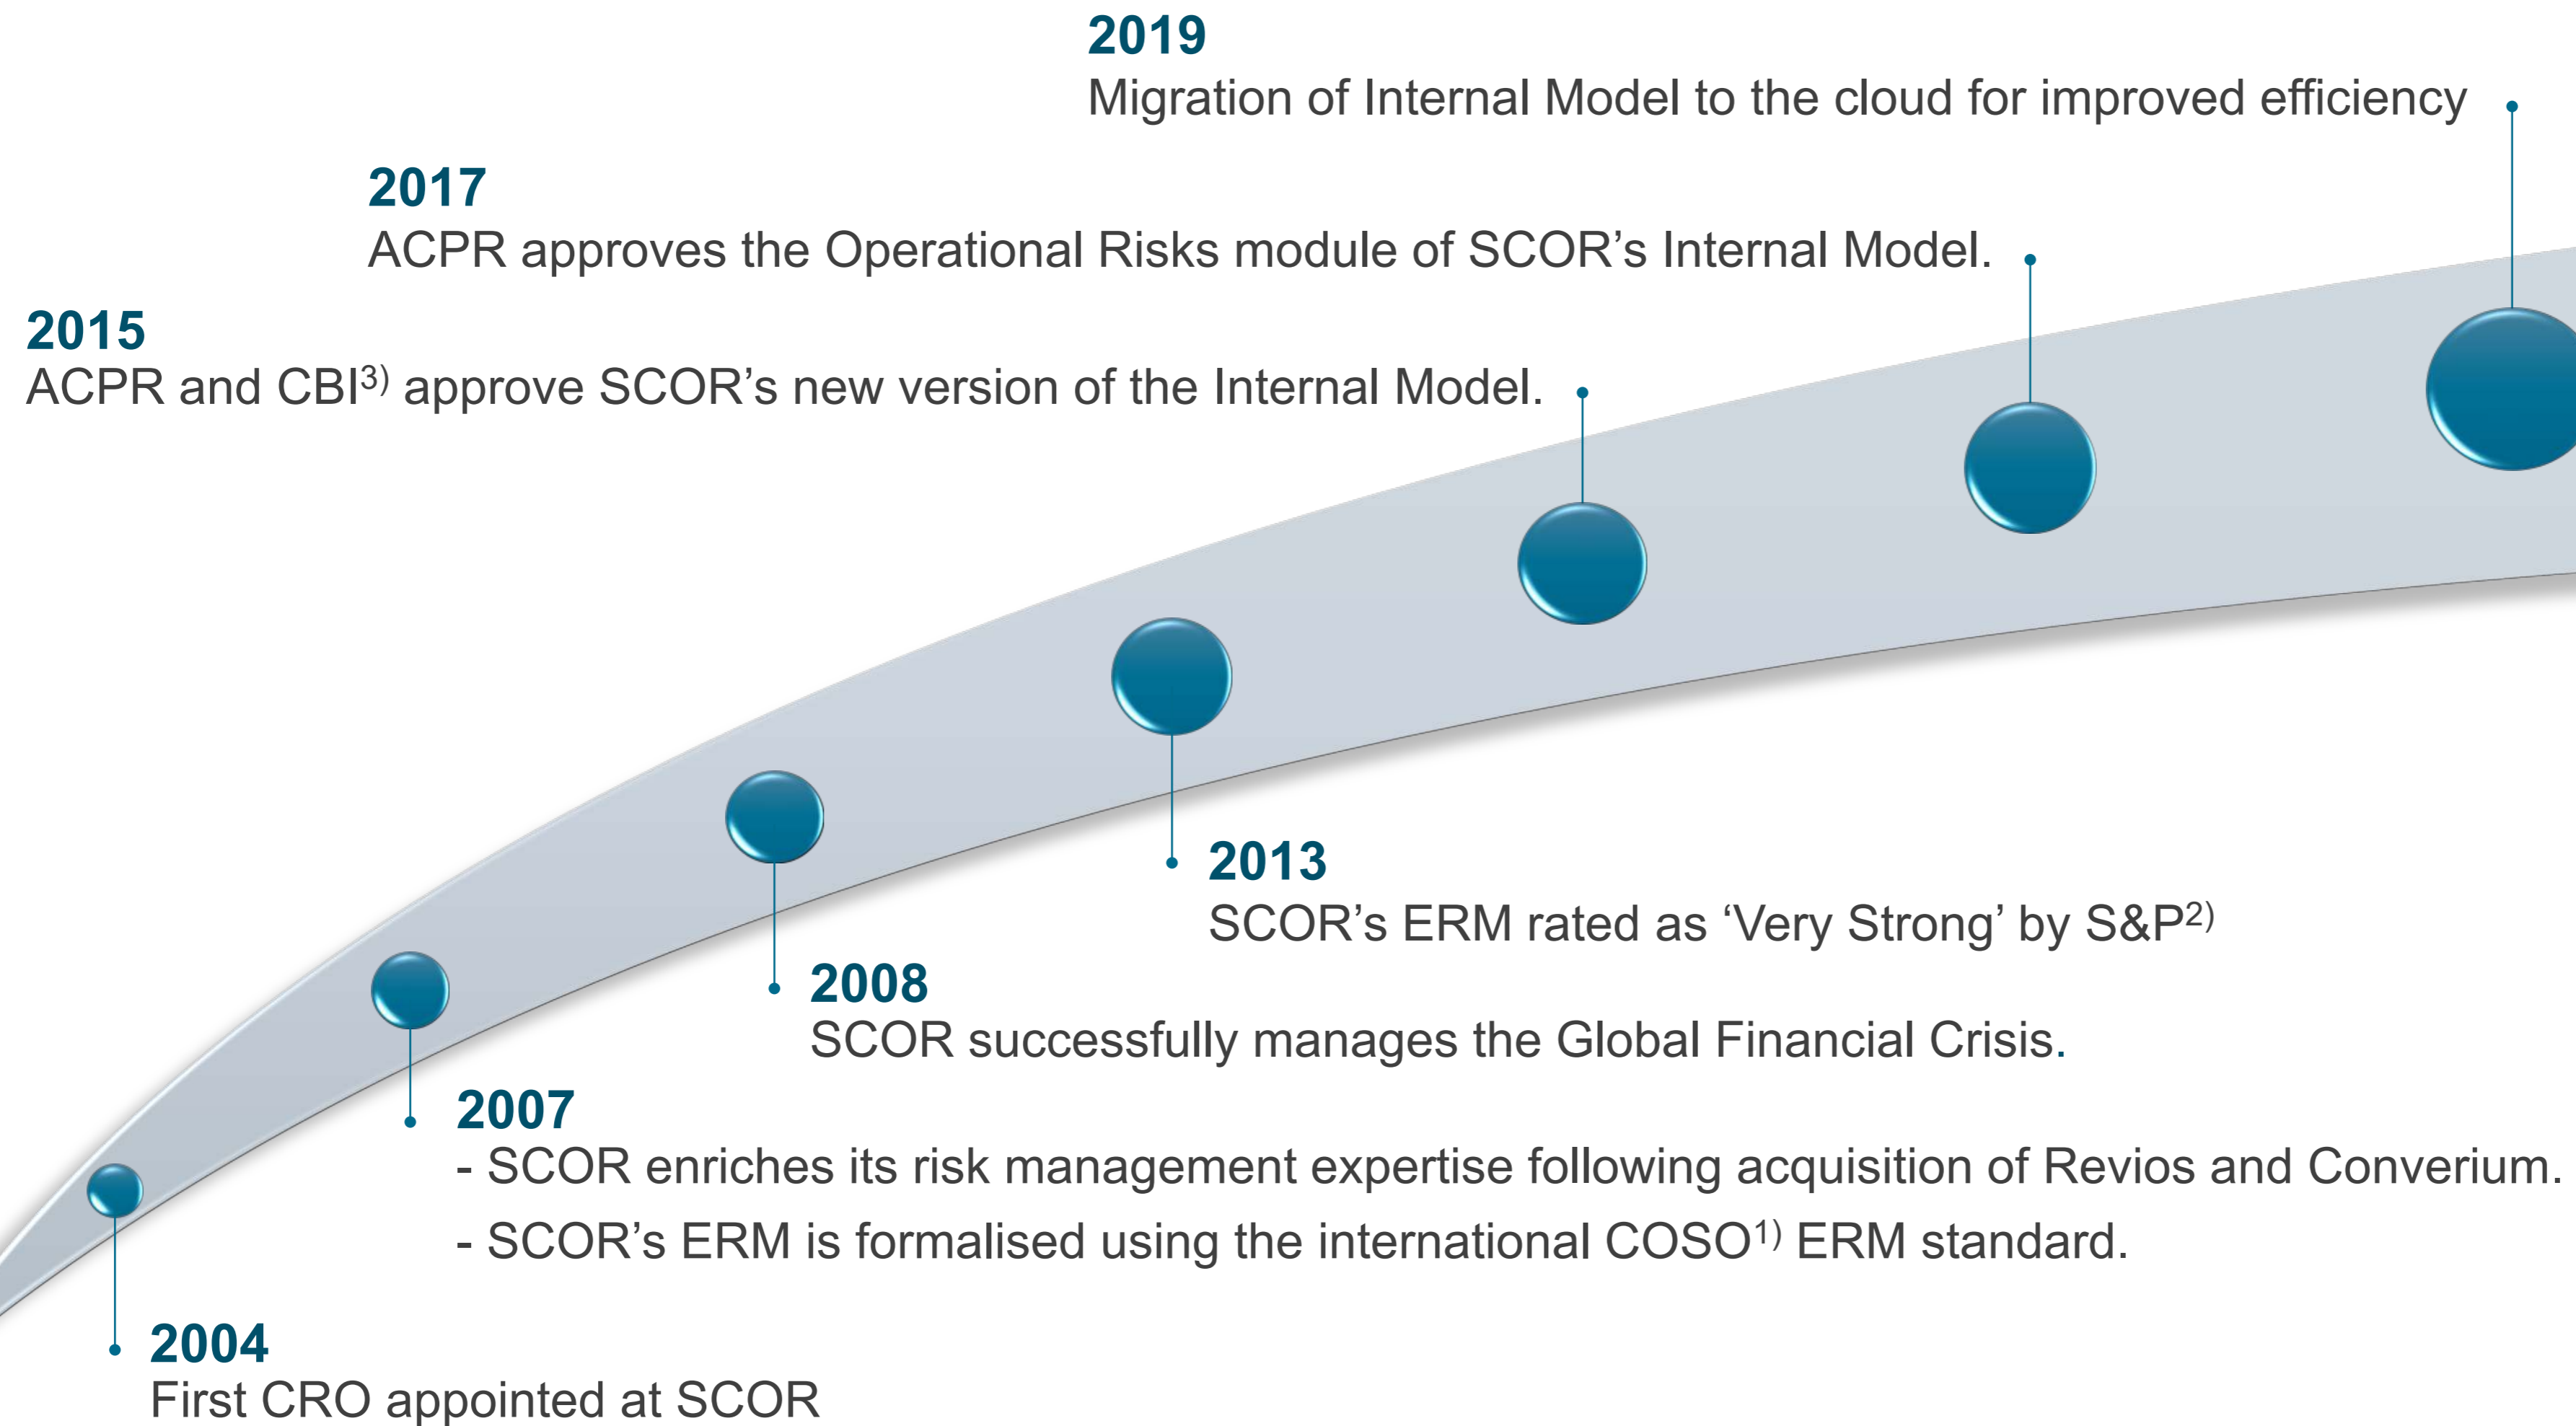 2019
Migration of Internal Model to the cloud for improved efficiency
2017
ACPR approves the Operational Risks module of SCOR’s Internal Model.
2015
ACPR and CBI3) approve SCOR’s new version of the Internal Model.
2013
SCOR’s ERM rated as ‘Very Strong’ by S&P2)
2008
SCOR successfully manages the Global Financial Crisis.
2007
- SCOR enriches its risk management expertise following acquisition of Revios and Converium.
- SCOR’s ERM is formalised using the international COSO1) ERM standard.
2004
First CRO appointed at SCOR